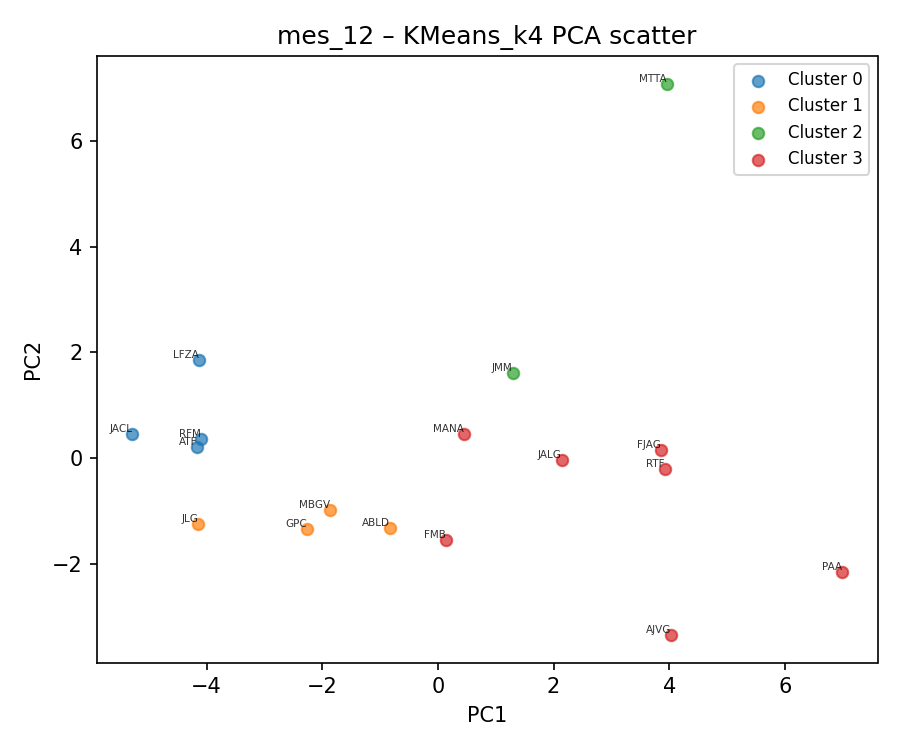 mes_12 – KMeans_k4 PCA scatter
MTTA
Cluster 0
Cluster 1
Cluster 2
Cluster 3
6
4
PC2
2
LFZA
JMM
JACL
RFM
MANA
FJAG
0
JALG
RTF
MBGV
JLG
GPC
ABLD
FMB
−2
PAA
AJVG
−4
−2
0
2
4
6
PC1